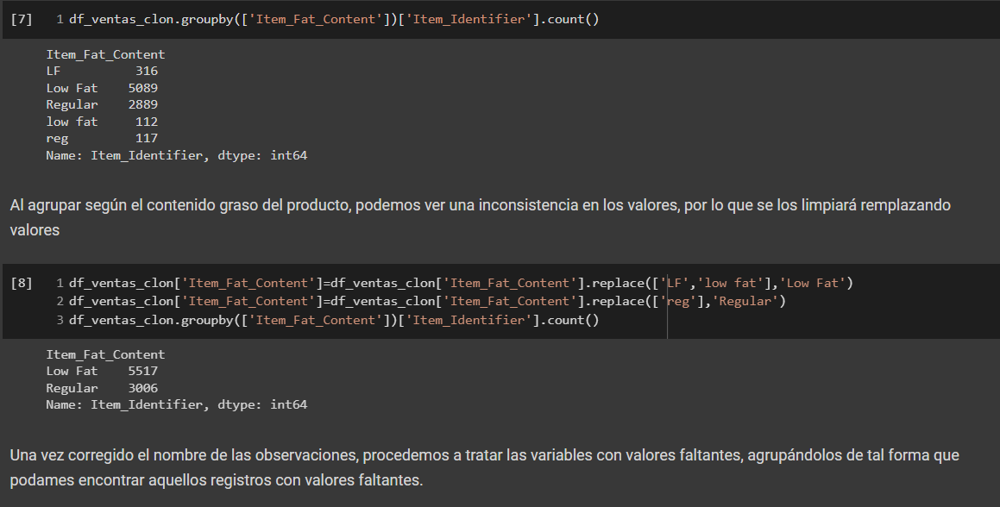 [7] 1 df_ventas_clon.groupby(['Item_Fat_Content'])['Item_Identifier'].count()
Item_Fat_Content
LF 316
Low Fat 5089
Regular 2889
low fat 112
reg 117
Name: Item_Identifier, dtype: int64
Al agrupar según el contenido graso del producto, podemos ver una inconsistencia en los valores, por lo que se los limpiará remplazando
valores
[8] 1 df_ventas_clon['Item_Fat_Content']=df_ventas_clon['Item_Fat_Content'].replace(['LF','low fat'],'Low Fat')
2 df_ventas_clon['Item_Fat_Content']=df_ventas_clon['Item_Fat_Content'].replace(['reg'],'Regular')
3 df_ventas_clon.groupby(['Item_Fat_Content'])['Item_Identifier'].count()
Item_Fat_Content
Low Fat 5517
Regular 3006
Name: Item_Identifier, dtype: int64
Una vez corregido el nombre de las observaciones, procedemos a tratar las variables con valores faltantes, agrupándolos de tal forma que
podames encontrar aquellos registros con valores faltantes.